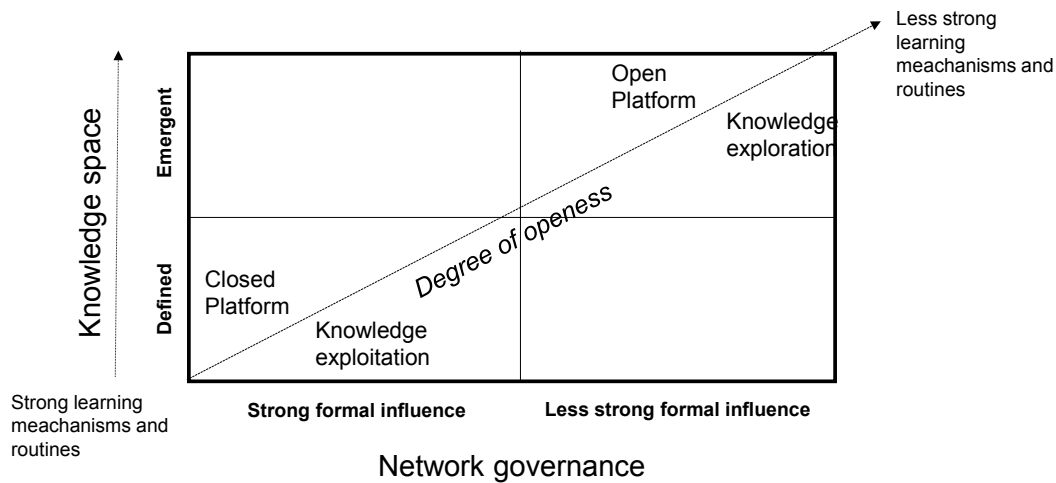 Less strong
learning
meachanisms and
routines
Open
Platform
Knowledge
exploration
Knowledge space
Emergent
Defined
Degree of openess
Closed
Platform
Knowledge
exploitation
Strong learning
meachanisms and
routines
Strong formal influence
Less strong formal influence
Network governance